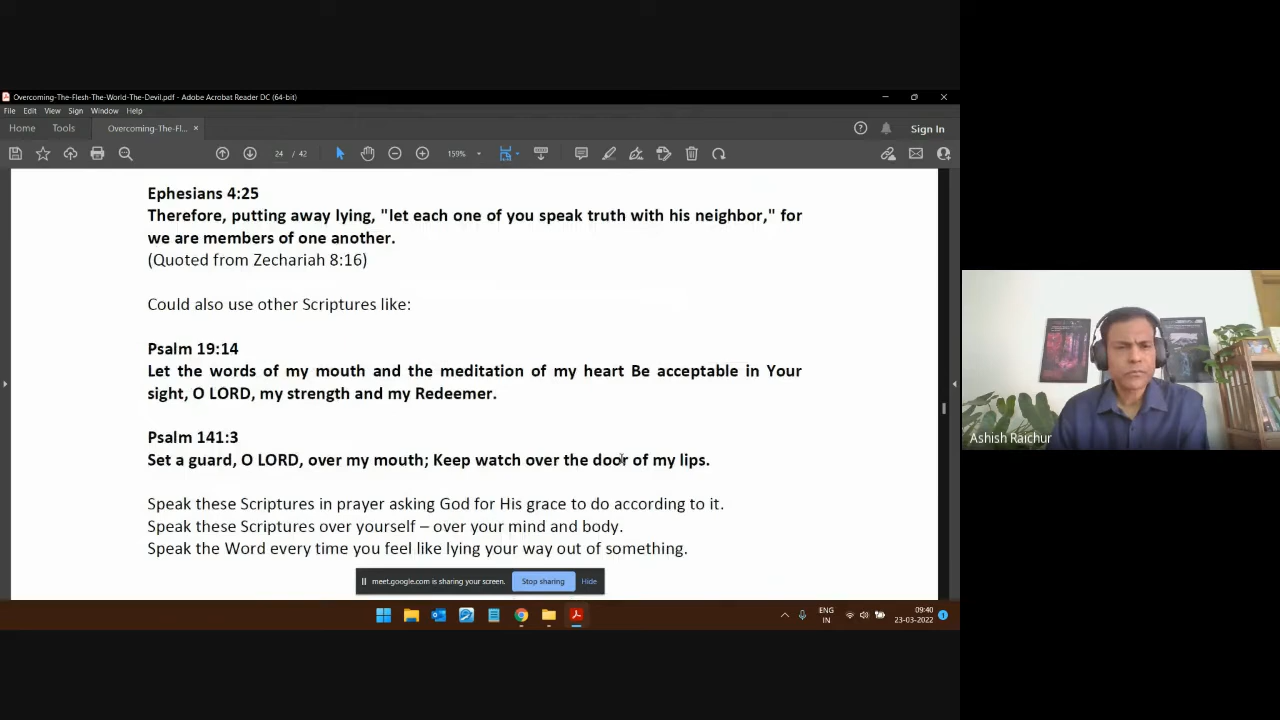 Overcoming-The-Flesh-The-World-The-Devil.pdf - Adobe Acrobat Reader DC (64-bit)
File Edit View Sign Window Help
Home Tools Overcoming-The-Fl... × Sign In
24 / 42 159%
Ephesians 4:25
Therefore, putting away lying, "let each one of you speak truth with his neighbor," for
we are members of one another.
(Quoted from Zechariah 8:16)
Could also use other Scriptures like:
Psalm 19:14
Let the words of my mouth and the meditation of my heart Be acceptable in Your
sight, O LORD, my strength and my Redeemer.
Psalm 141:3
Set a guard, O LORD, over my mouth; Keep watch over the door of my lips.
Speak these Scriptures in prayer asking God for His grace to do according to it.
Speak these Scriptures over yourself – over your mind and body.
Speak the Word every time you feel like lying your way out of something.
meet.google.com is sharing your screen. Stop sharing Hide
ENG
IN
09:40
23-03-2022
Ashish Raichur